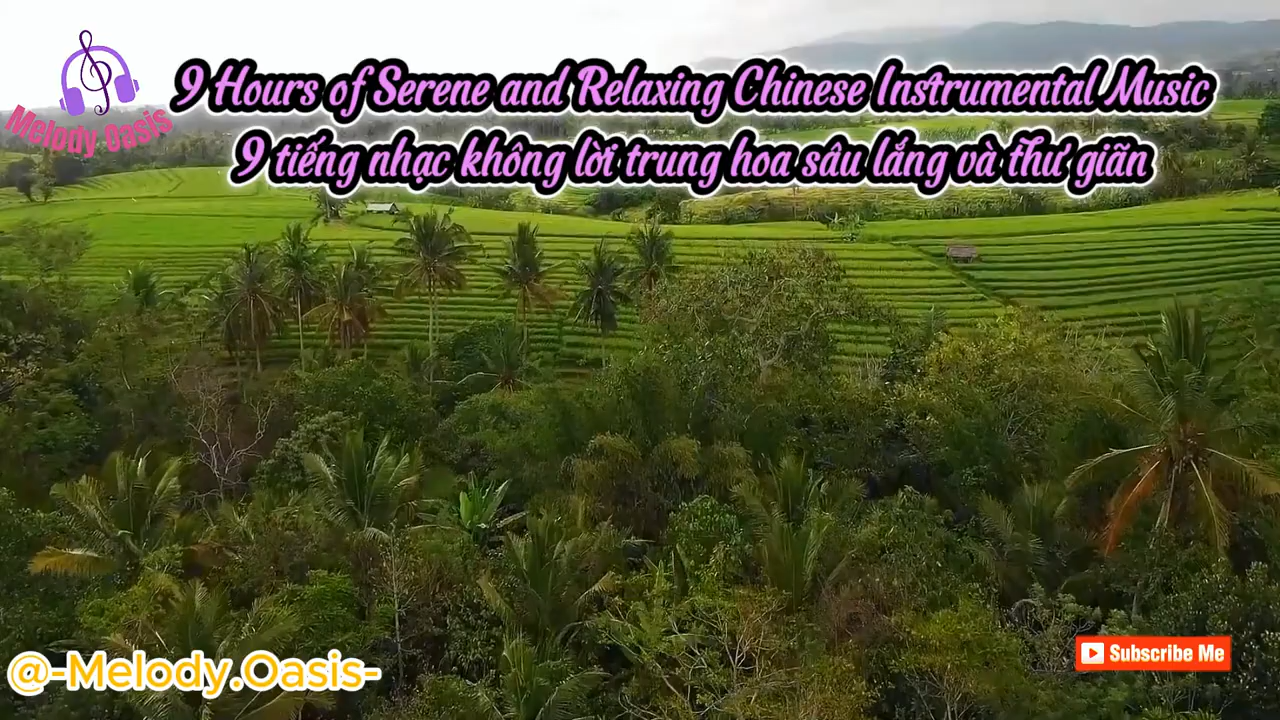 9 Hours of Serene and Relaxing Chinese Instrumental Music
Melody Oasis
9 tiếng nhạc không lời trung hoa sâu lắng và thư giãn
@-Melody.Oasis-
Subscribe Me